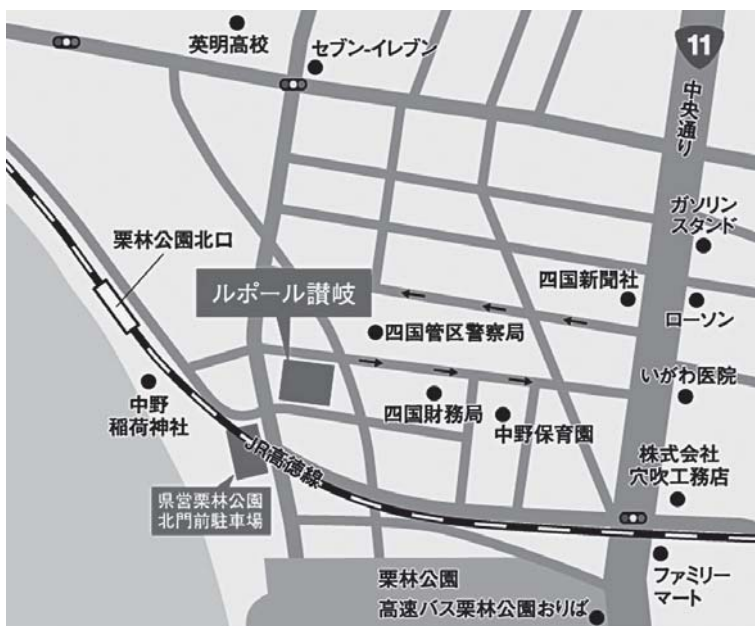 英明高校
セブン-イレブン
11
中央通り
栗林公園北口
ルポール讃岐
ガソリン
スタンド
四国新聞社
ローソン
四国管区警察局
いがわ医院
中野
稲荷神社
四国財務局
中野保育園
株式会社
穴吹工務店
JR高徳線
県営栗林公園
北門前駐車場
栗林公園
高速バス栗林公園おりば
ファミリー
マート